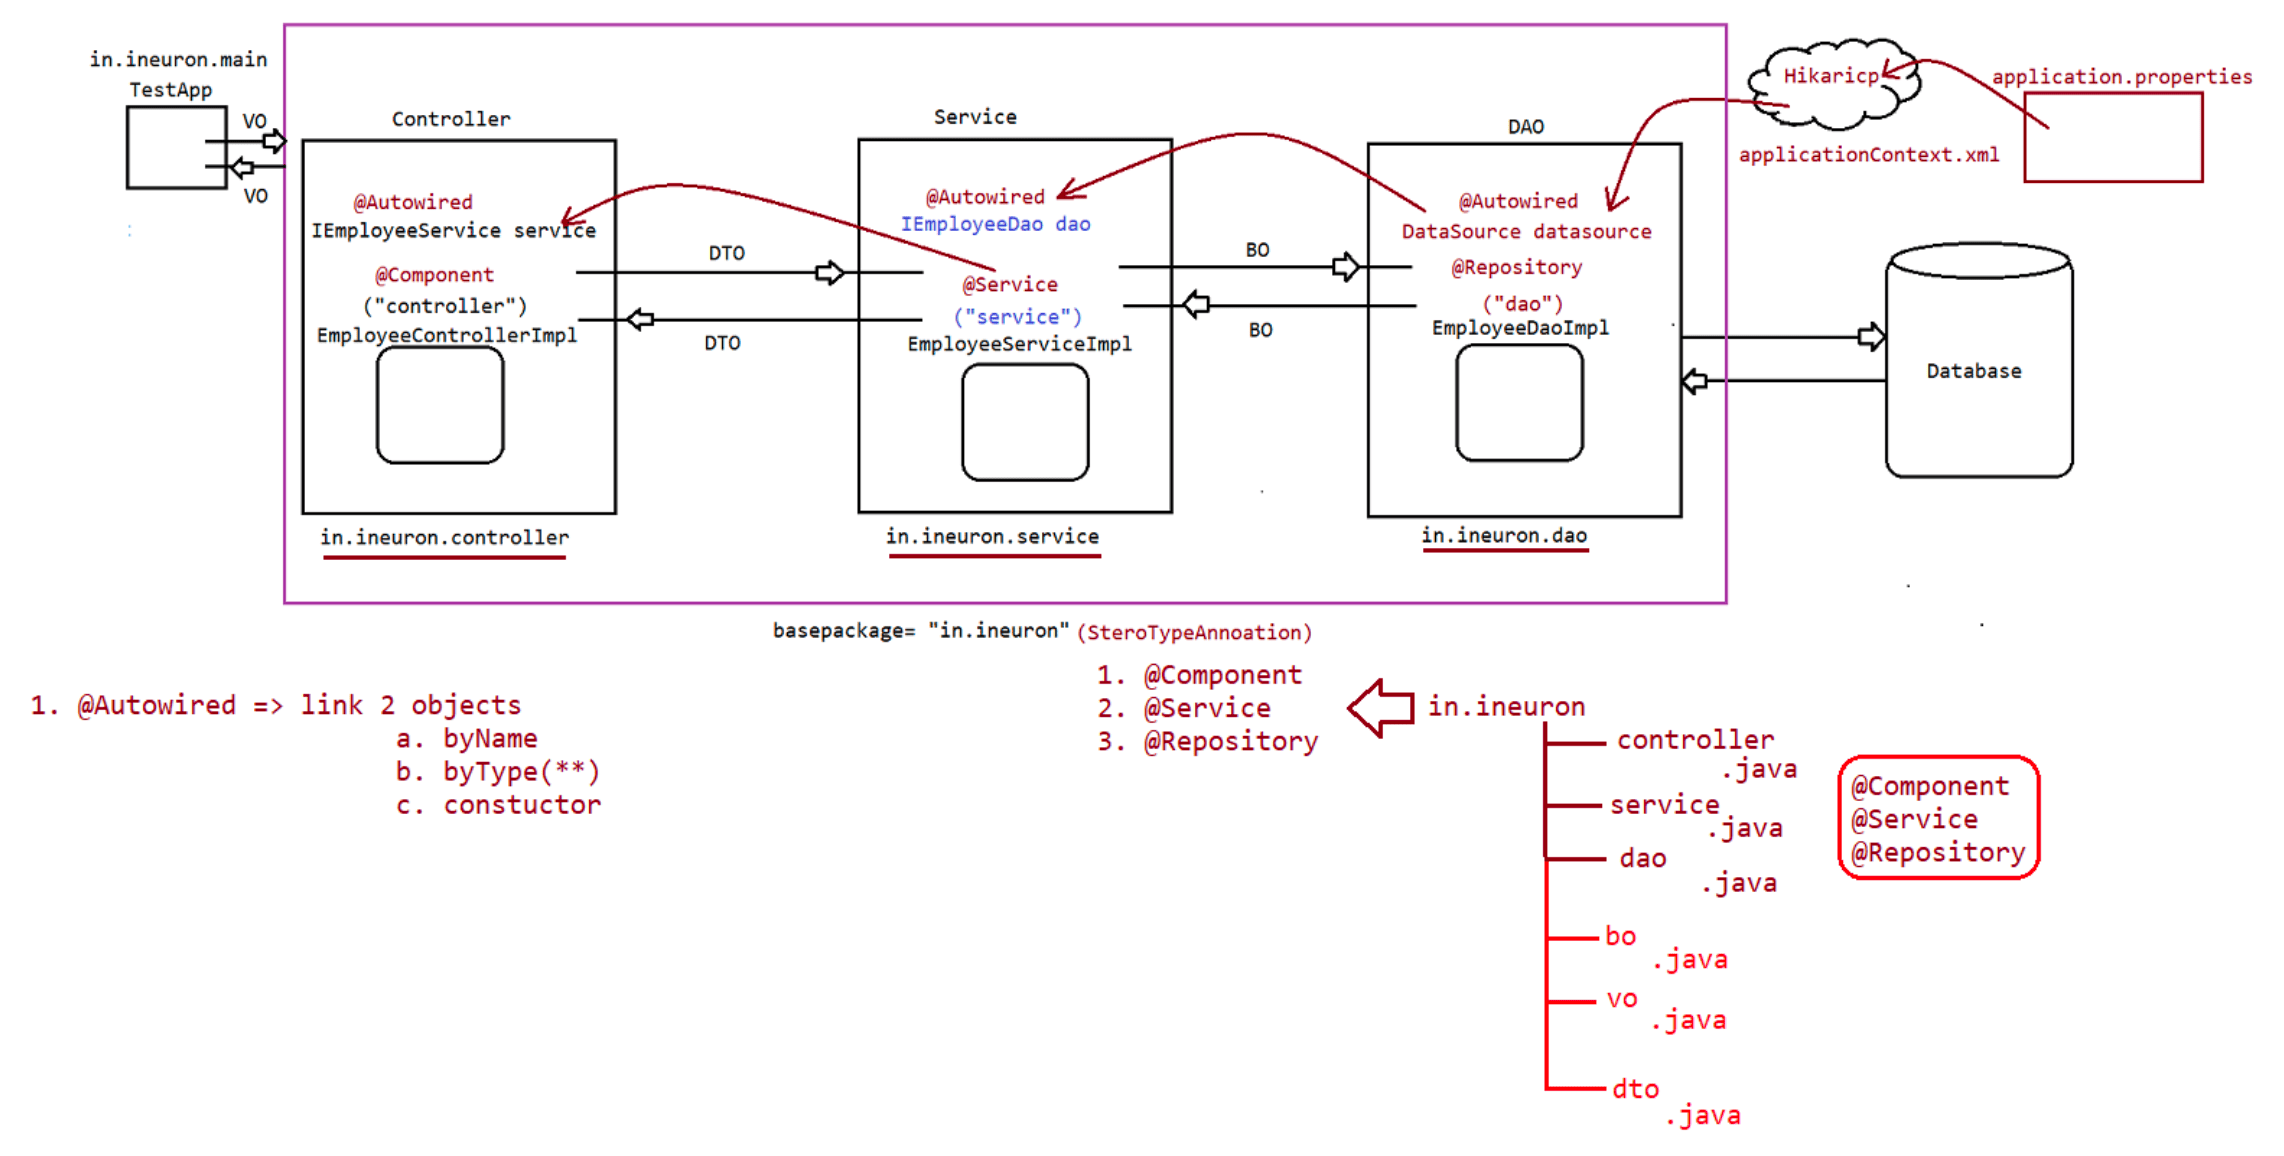 in.ineuron.main
TestApp
VO
VO
Controller
@Autowired
IEmployeeService service
@Component
("controller")
EmployeeControllerImpl
in.ineuron.controller
DTO
DTO
Service
@Autowired
IEmployeeDao dao
@Service
("service")
EmployeeServiceImpl
in.ineuron.service
BO
BO
DAO
@Autowired
DataSource datasource
@Repository
("dao")
EmployeeDaoImpl
in.ineuron.dao
Hikaricp
applicationContext.xml
application.properties
Database
basepackage= "in.ineuron" (SteroTypeAnnoation)
1. @Component
2. @Service
3. @Repository
1. @Autowired => link 2 objects
a. byName
b. byType(**)
c. constuctor
in.ineuron
controller
.java
service
.java
dao
.java
bo
.java
vo
.java
dto
.java
@Component
@Service
@Repository